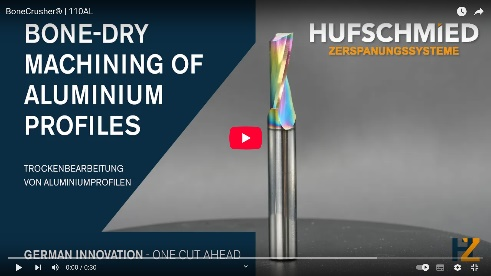 BoneCrusher® | 110AL
HUFSCHMIED
ZERSPANUNGSSYSTEME
BONE-DRY
MACHINING OF
ALUMINIUM
PROFILES
TROCKENBEARBEITUNG
VON ALUMINIUMPROFILEN
GERMAN INNOVATION - ONE CUT AHEAD
HZ
0:00 / 0:30